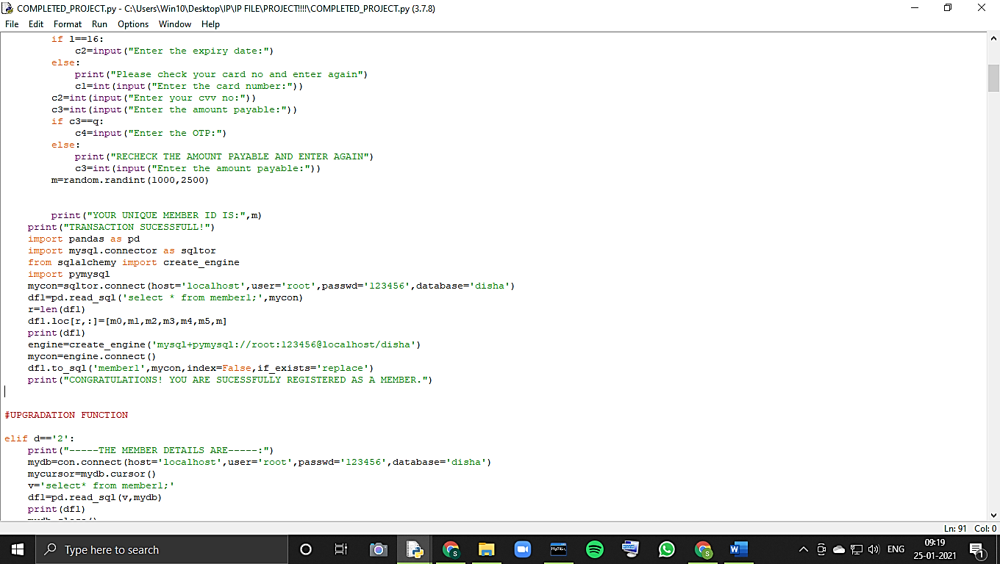 COMPLETED_PROJECT.py - C:\Users\Win10\Desktop\IP\IP FILE\PROJECT!!!!\COMPLETED_PROJECT.py (3.7.8)
File Edit Format Run Options Window Help
if l==16:
c2=input("Enter the expiry date:")
else:
print("Please check your card no and enter again")
c1=int(input("Enter the card number:"))
c2=int(input("Enter your cvv no:"))
c3=int(input("Enter the amount payable:"))
if c3==q:
c4=input("Enter the OTP:")
else:
print("RECHECK THE AMOUNT PAYABLE AND ENTER AGAIN")
c3=int(input("Enter the amount payable:"))
m=random.randint(1000,2500)
print("YOUR UNIQUE MEMBER ID IS:",m)
print("TRANSACTION SUCESSFULL!")
import pandas as pd
import mysql.connector as sqltor
from sqlalchemy import create_engine
import pymysql
mycon=sqltor.connect(host='localhost',user='root',passwd='123456',database='disha')
df1=pd.read_sql('select * from member1;',mycon)
r=len(df1)
df1.loc[r,:]=[m0,m1,m2,m3,m4,m5,m]
print(df1)
engine=create_engine('mysql+pymysql://root:123456@localhost/disha')
mycon=engine.connect()
df1.to_sql('member1',mycon,index=False,if_exists='replace')
print("CONGRATULATIONS! YOU ARE SUCESSFULLY REGISTERED AS A MEMBER.")
#UPGRADATION FUNCTION
elif d=='2':
print("-----THE MEMBER DETAILS ARE-----:")
mydb=con.connect(host='localhost',user='root',passwd='123456',database='disha')
mycursor=mydb.cursor()
v='select* from member1;'
df1=pd.read_sql(v,mydb)
print(df1)
Ln: 91 Col: 0
Type here to search
ENG
09:19
25-01-2021
1